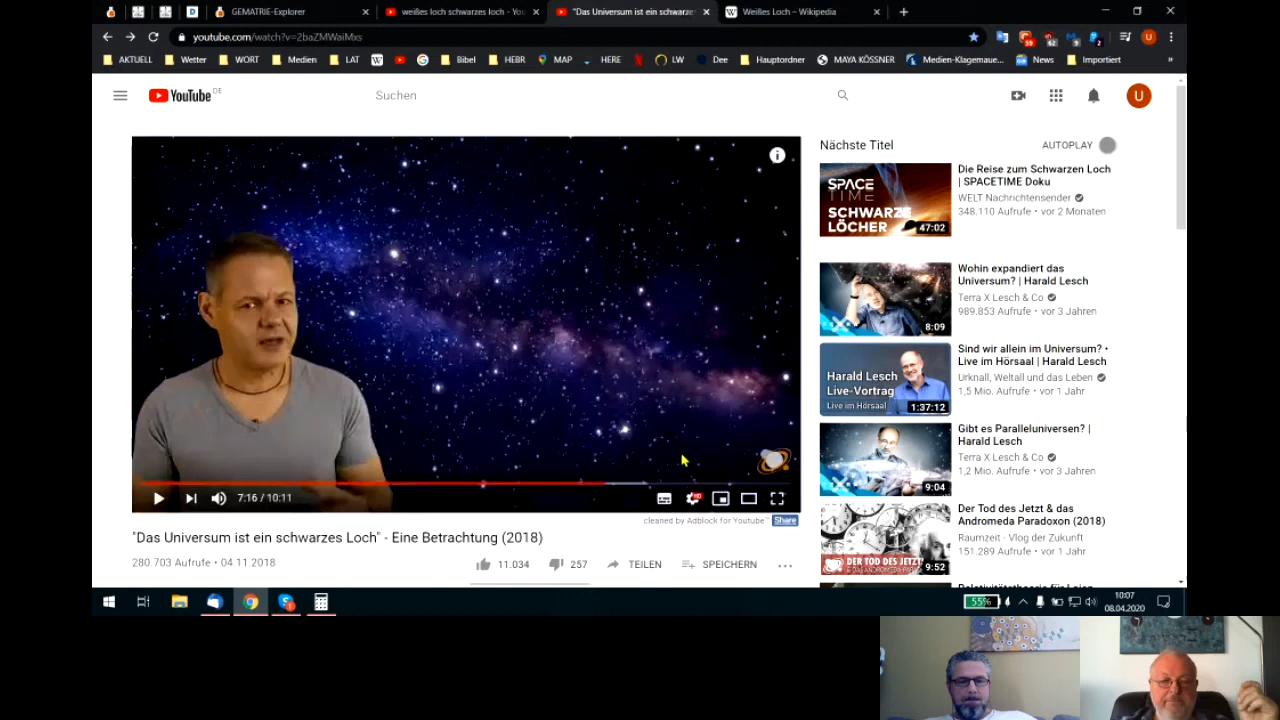 GEMATRIE-Explorer
weißes loch schwarzes loch - You
"Das Universum ist ein schwarze
Weißes Loch – Wikipedia
youtube.com/watch?v=2baZMWaiMxs
AKTUELL
Wetter
WORT
Medien
LAT
Bibel
HEBR
MAP
HERE
LW
Dee
Hauptordner
MAYA KÖSSNER
Medien-Klagemaue...
News
Importiert
YouTube DE
Suchen
U
7:16 / 10:11
cleaned by Adblock for Youtube™ Share
"Das Universum ist ein schwarzes Loch" - Eine Betrachtung (2018)
280.703 Aufrufe • 04 11.2018
11.034
257
TEILEN
SPEICHERN
Nächste Titel
AUTOPLAY
SPACE
TIME
SCHWARZE
LÖCHER
47:02
Die Reise zum Schwarzen Loch
| SPACETIME Doku
WELT Nachrichtensender
348.110 Aufrufe • vor 2 Monaten
8:09
Wohin expandiert das
Universum? | Harald Lesch
Terra X Lesch & Co
989.853 Aufrufe • vor 3 Jahren
Harald Lesch
Live-Vortrag
Live im Hörsaal
1:37:12
Sind wir allein im Universum? •
Live im Hörsaal | Harald Lesch
Urknall, Weltall und das Leben
1,5 Mio. Aufrufe • vor 1 Jahr
9:04
Gibt es Paralleluniversen? |
Harald Lesch
Terra X Lesch & Co
1,2 Mio. Aufrufe • vor 3 Jahren
DER TOD DES JETZT
9:52
Der Tod des Jetzt & das
Andromeda Paradoxon (2018)
Raumzeit - Vlog der Zukunft
151.289 Aufrufe • vor 1 Jahr
55%
10:07
08.04.2020